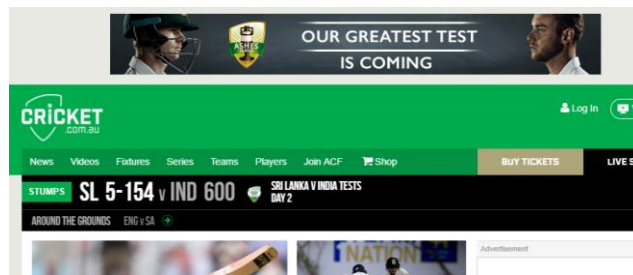 ASHES
OUR GREATEST TEST
IS COMING
CRICKET
.com.au
Log In
News Videos Fixtures Series Teams Players Join ACF Shop BUY TICKETS LIVE S
STUMPS SL 5-154 v IND 600 SRI LANKA V INDIA TESTS
DAY 2
AROUND THE GROUNDS ENG v SA
Advertisement
NATION